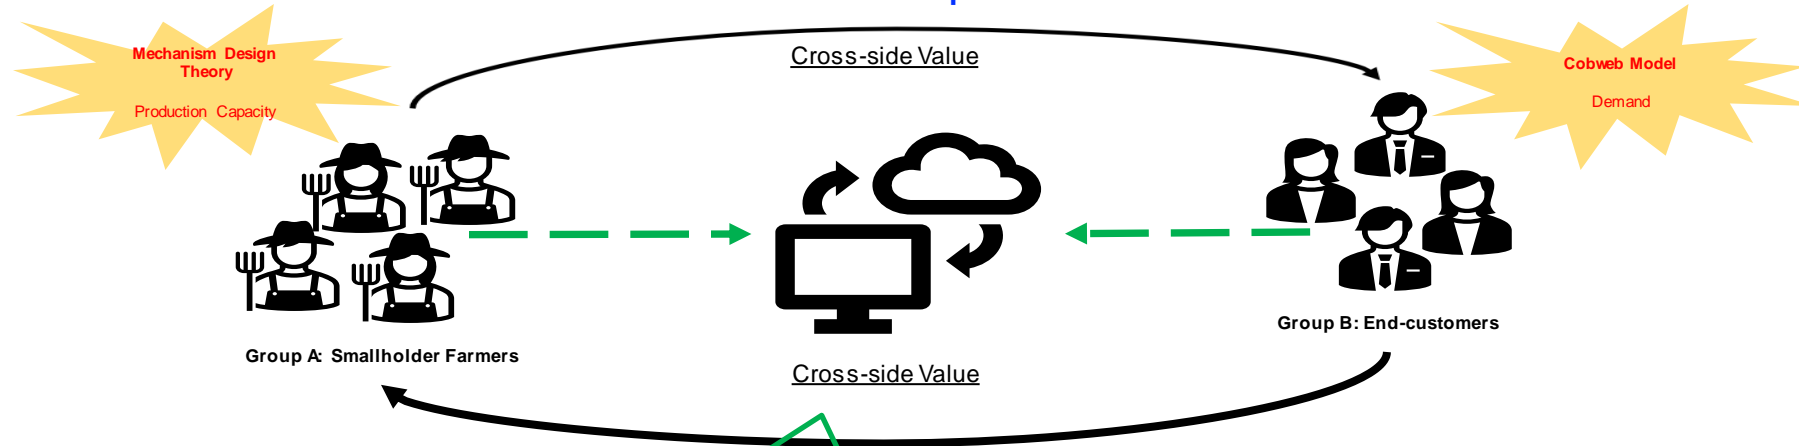 Mechanism Design
Theory
Production Capacity
Cross-side Value
Cobweb Model
Demand
Group A: Smallholder Farmers
Group B: End-customers
Cross-side Value